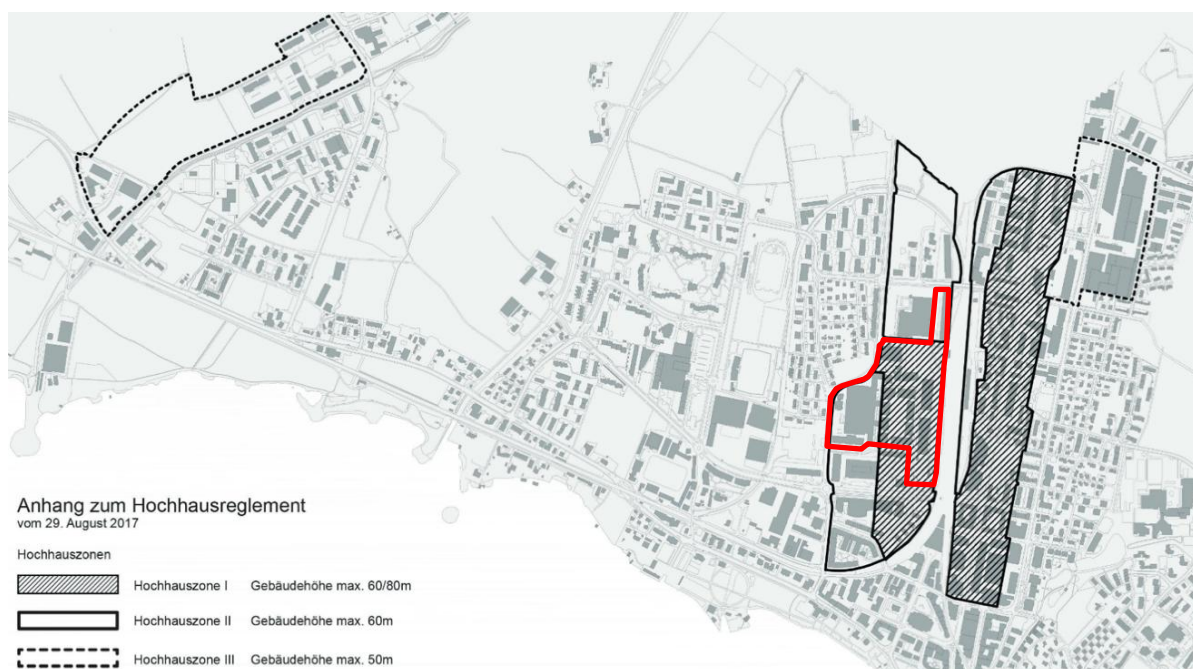 Anhang zum Hochhausreglement
vom 29. August 2017
Hochhauszonen
Hochhauszone I Gebäudehöhe max. 60/80m
Hochhauszone II Gebäudehöhe max. 60m
Hochhauszone III Gebäudehöhe max. 50m